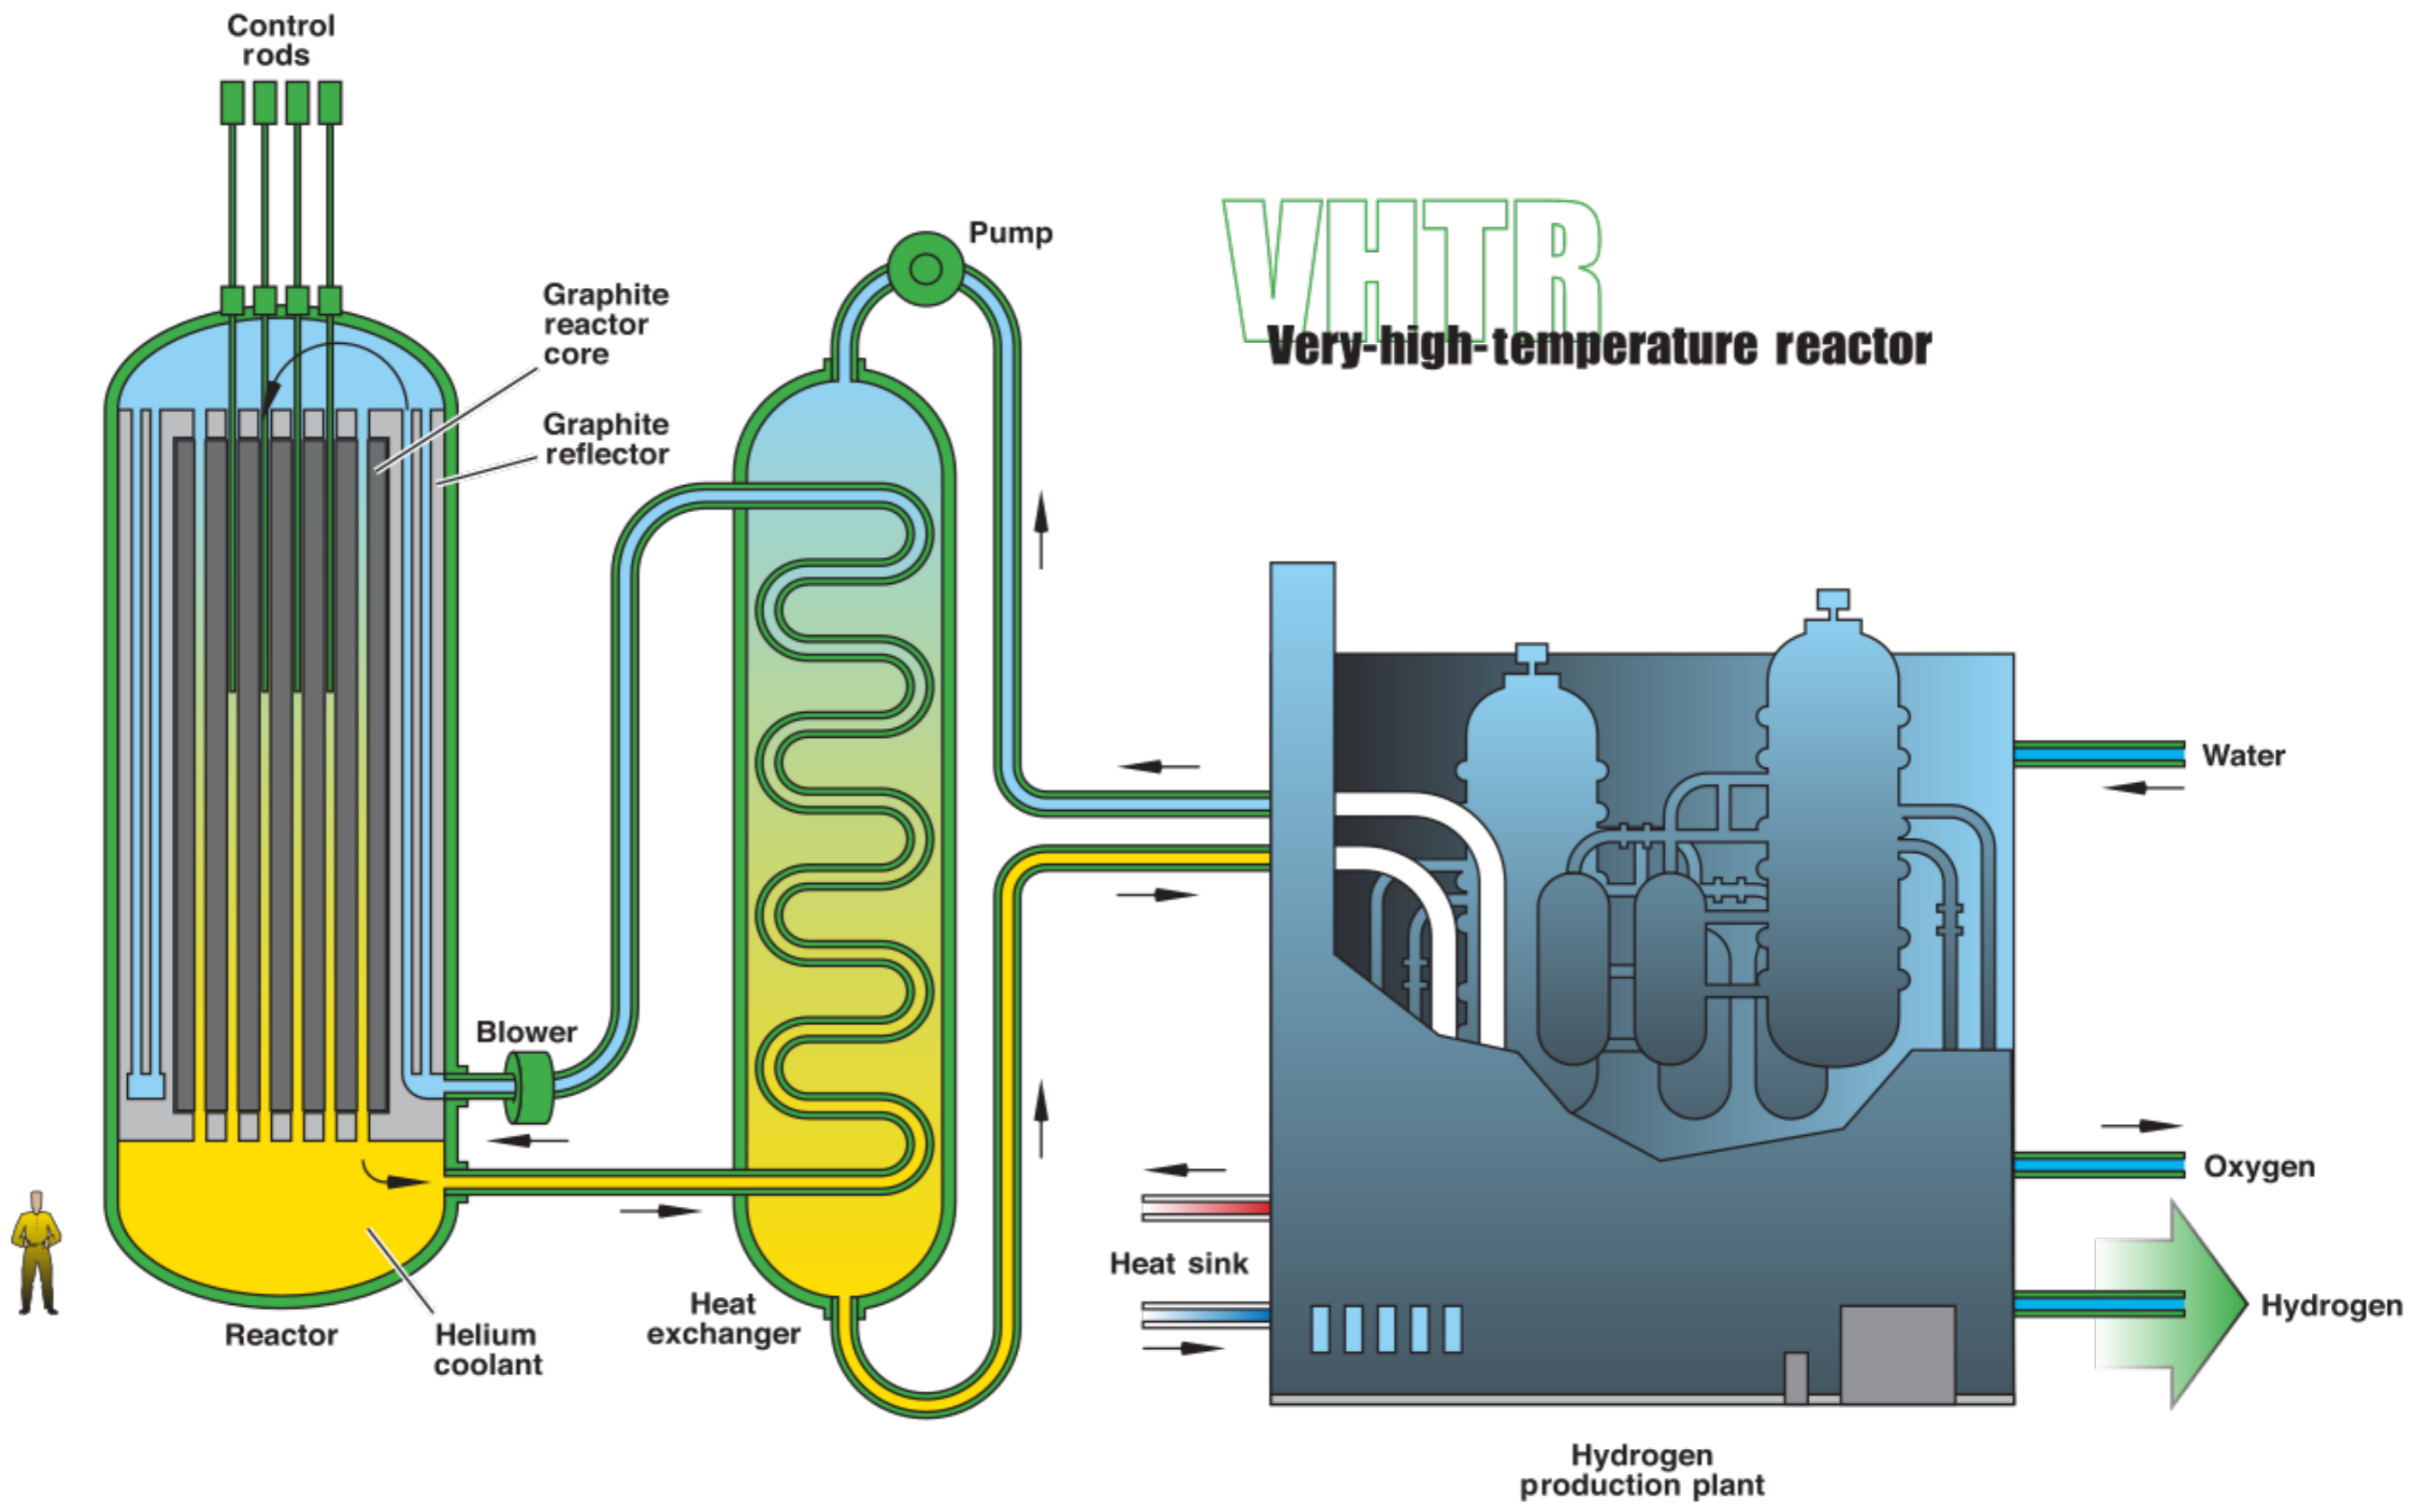 Control
rods
Pump
VHTR
Very-high-temperature reactor
Graphite
reactor
core
Graphite
reflector
Water
Blower
Oxygen
Heat sink
Heat
exchanger
Hydrogen
Reactor
Helium
coolant
Hydrogen
production plant